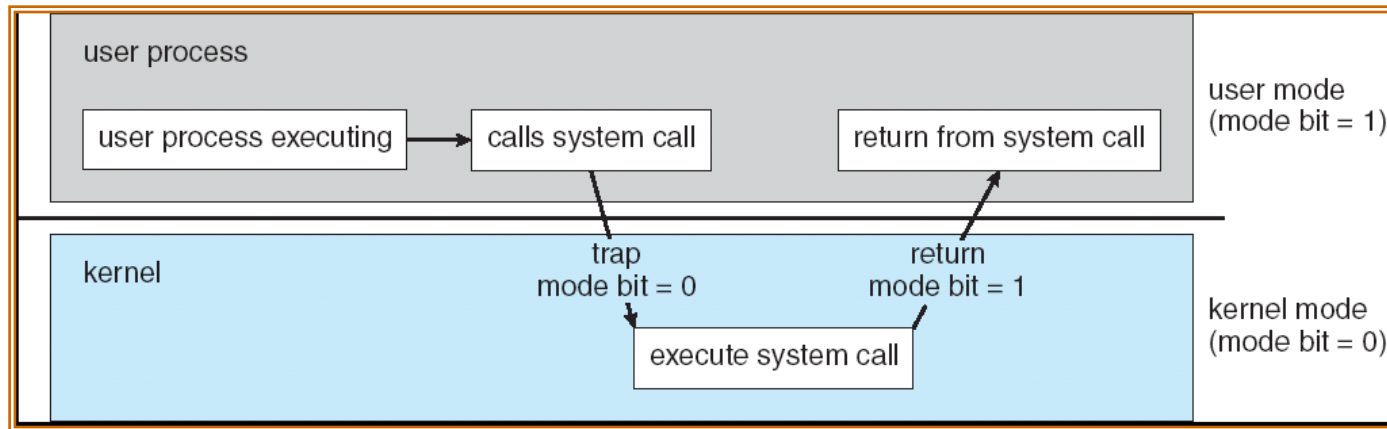 user process
user process executing
calls system call
return from system call
user mode
(mode bit = 1)
kernel
trap
mode bit = 0
return
mode bit = 1
execute system call
kernel mode
(mode bit = 0)